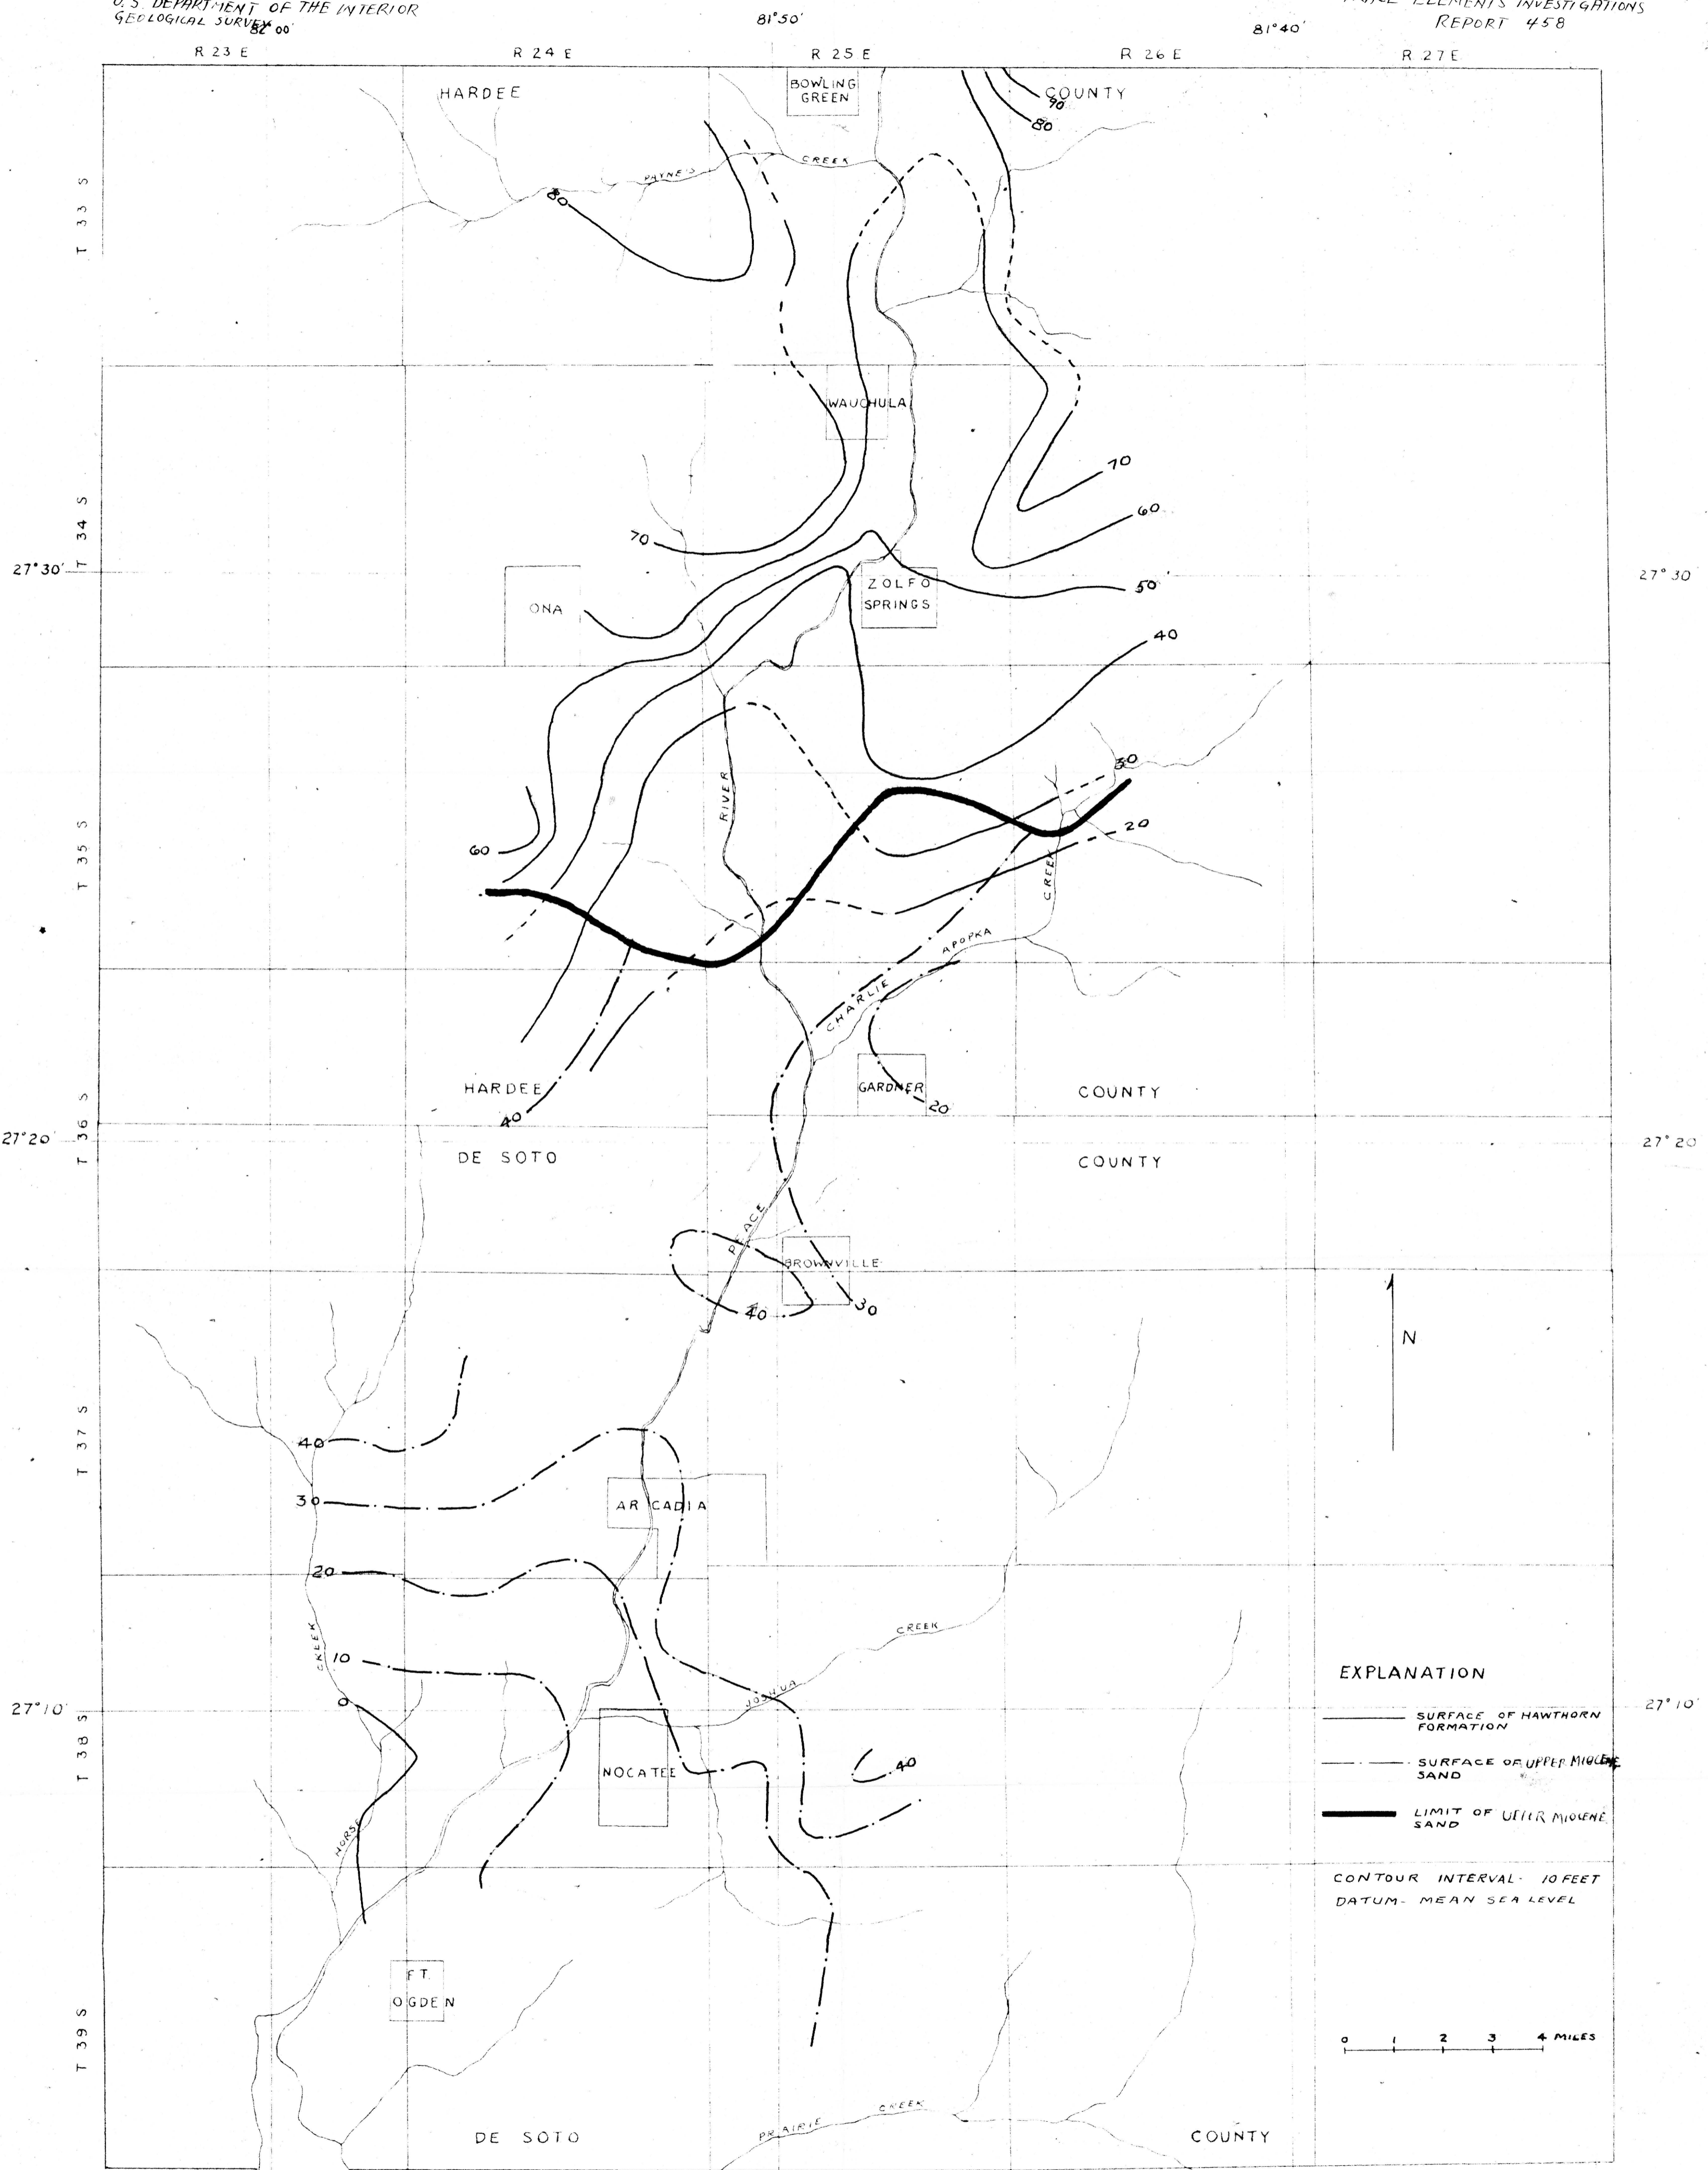 U.S. DEPARTMENT OF THE INTERIOR
GEOLOGICAL SURVEY
ELEMENTS INVESTIGATIONS
REPORT 458
82°00'
81°50'
81°40'
R 23 E
R 24 E
R 25 E
R 26 E
R 27 E
HARDEE
BOWLING
GREEN
COUNTY
90
80
PAYNE'S
CREEK
80
T 33 S
WAUCHULA
70
60
T 34 S
70
27°30'
27°30'
ONA
ZOLFO
SPRINGS
50
40
RIVER
30
20
T 35 S
60
CREEK
APOPKA
CHARLIE
HARDEE
GARDNER
COUNTY
20
40
T 36 S
27°20'
27°20'
DE SOTO
COUNTY
PEACE
BROWNVILLE
40
30
N
T 37 S
40
30
ARCADIA
20
CREEK
CREEK
10
EXPLANATION
0
JOSHUA
27°10'
27°10'
SURFACE OF HAWTHORN
FORMATION
T 38 S
NOCATEE
40
SURFACE OF UPPER MIOCENE
SAND
HORSE
LIMIT OF UPPER MIOCENE
SAND
CONTOUR INTERVAL- 10 FEET
DATUM- MEAN SEA LEVEL
FT.
OGDEN
T 39 S
0 1 2 3 4 MILES
PRAIRIE
CREEK
DE SOTO
COUNTY